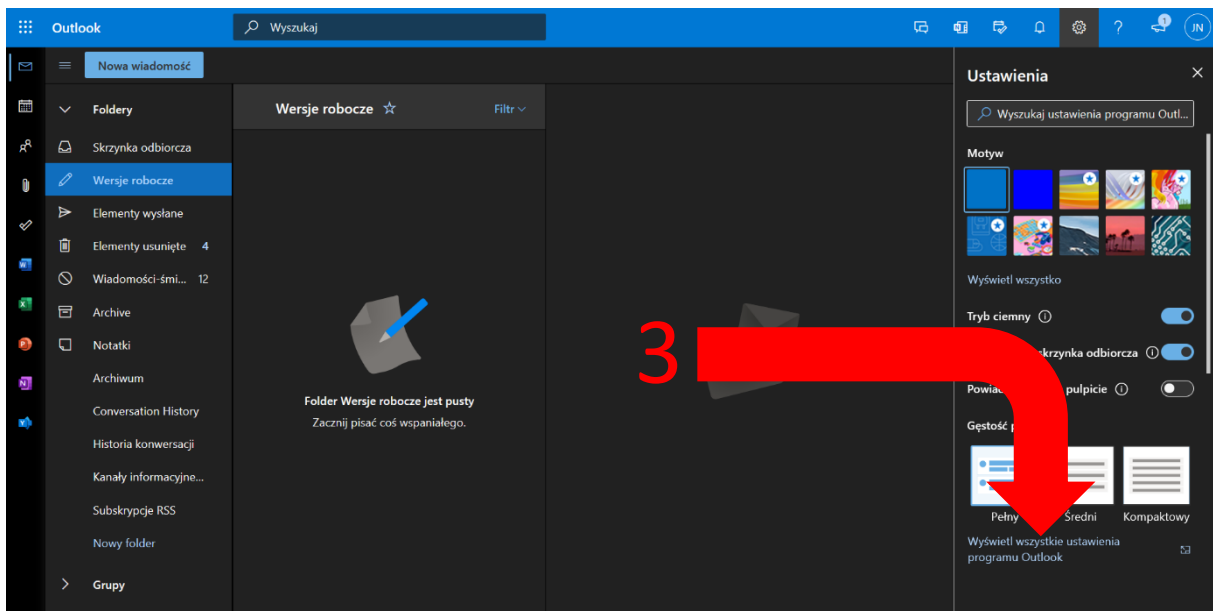 Outlook
Wyszukaj
1
JN
Nowa wiadomość
Foldery
Skrzynka odbiorcza
Wersje robocze
Elementy wysłane
Elementy usunięte 4
Wiadomości-śmi... 12
Archive
Notatki
Archiwum
Conversation History
Historia konwersacji
Kanały informacyjne...
Subskrypcje RSS
Nowy folder
Grupy
Wersje robocze
Filtr
Folder Wersje robocze jest pusty
Zacznij pisać coś wspaniałego.
3
Ustawienia
Wyszukaj ustawienia programu Outl...
Motyw
Wyświetl wszystko
Tryb ciemny
skrzynka odbiorcza
pulpicie
Gęstość
Pełny
Średni
Kompaktowy
Wyświetl wszystkie ustawienia
programu Outlook